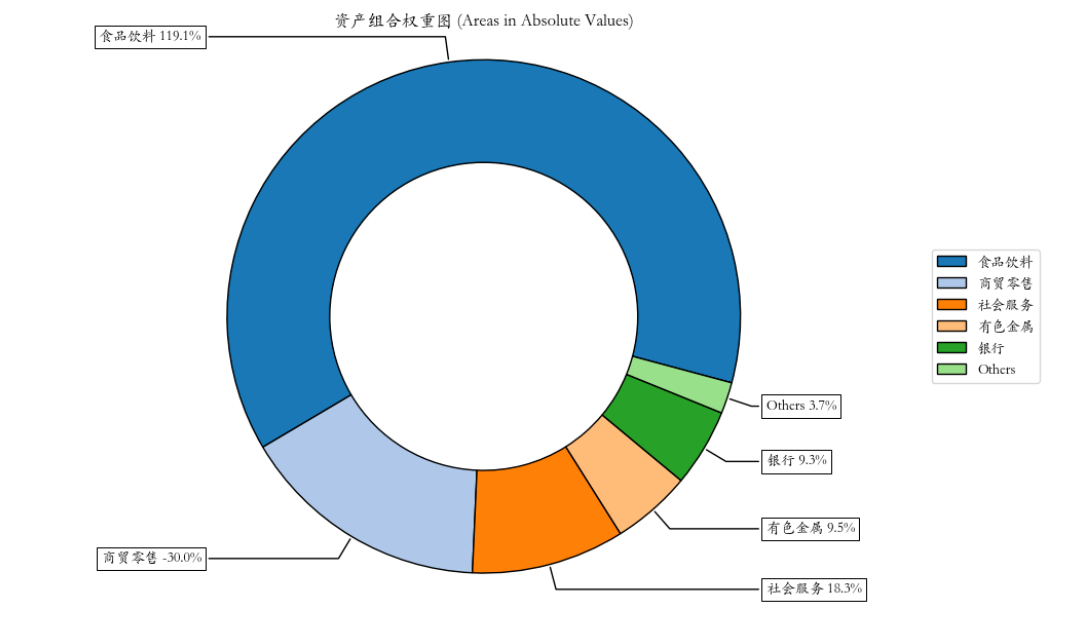 资产组合权重图 (Areas in Absolute Values)
食品饮料 119.1%
商贸零售 -30.0%
社会服务 18.3%
有色金属 9.5%
银行 9.3%
Others 3.7%
食品饮料
商贸零售
社会服务
有色金属
银行
Others